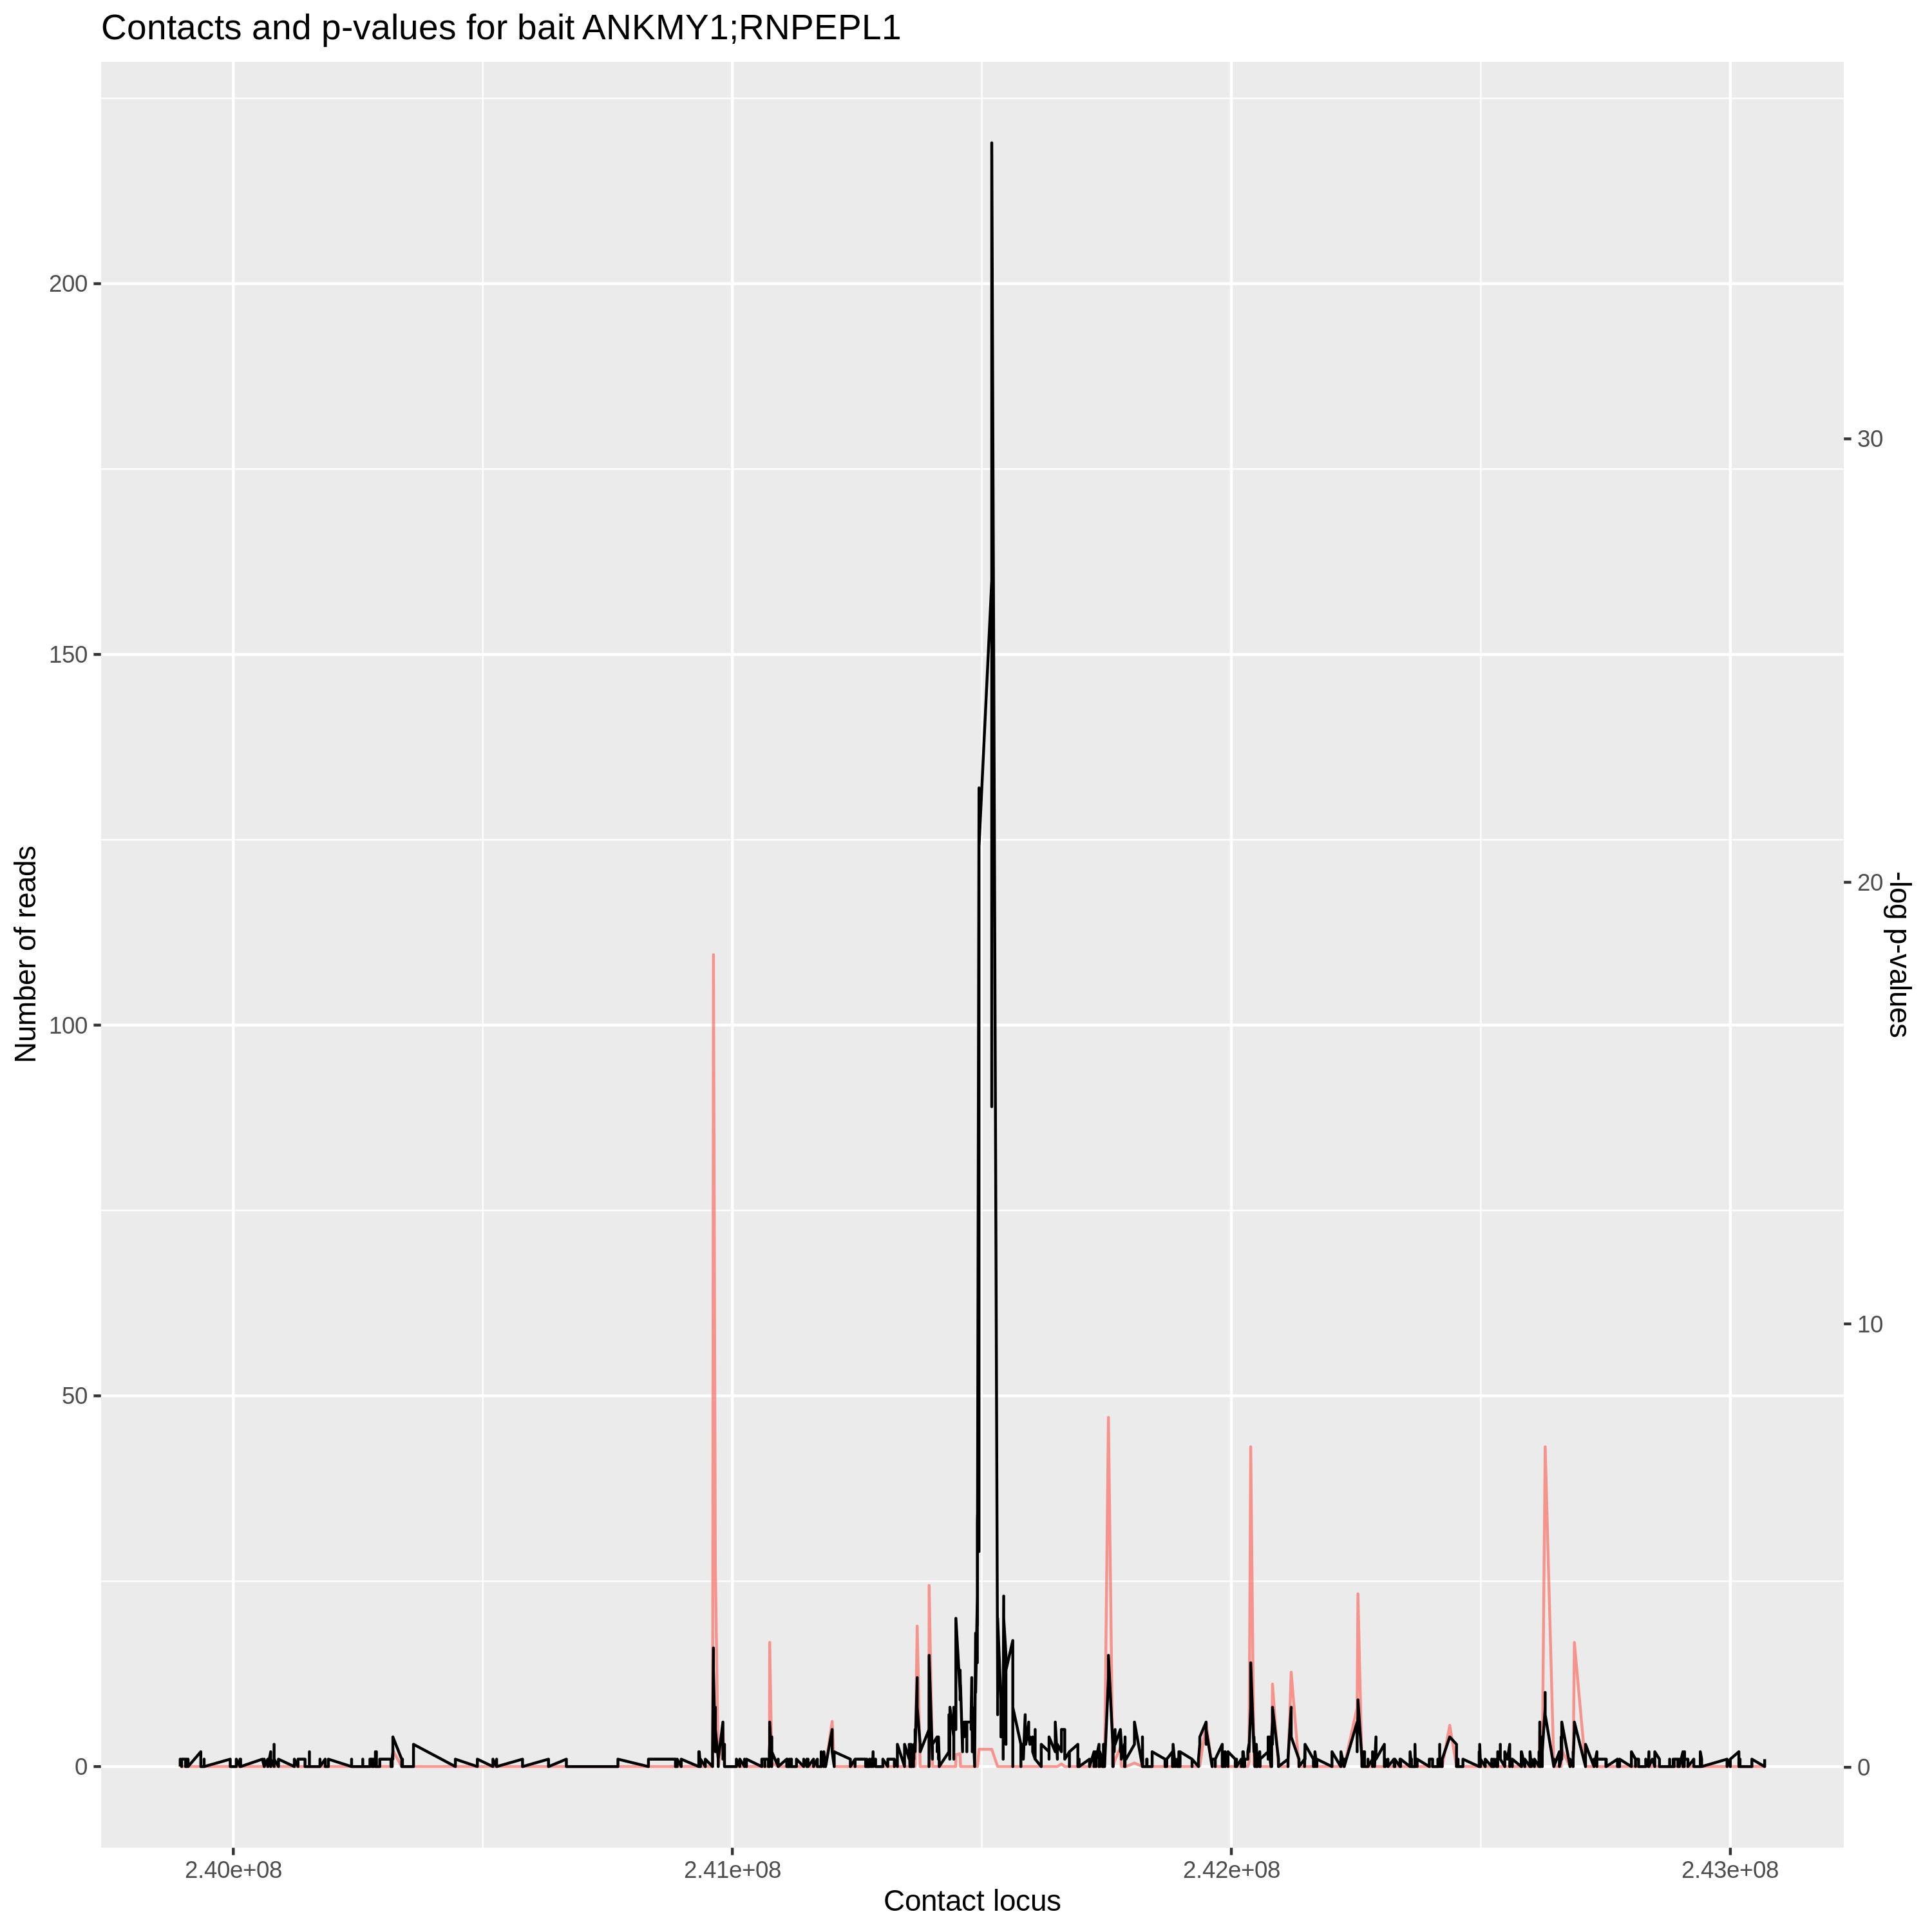 Contacts and p-values for bait ANKMY1;RNPEPL1
Number of reads
200
150
100
50
0
30
20
10
0
-log p-values
2.40e+08
2.41e+08
2.42e+08
2.43e+08
Contact locus